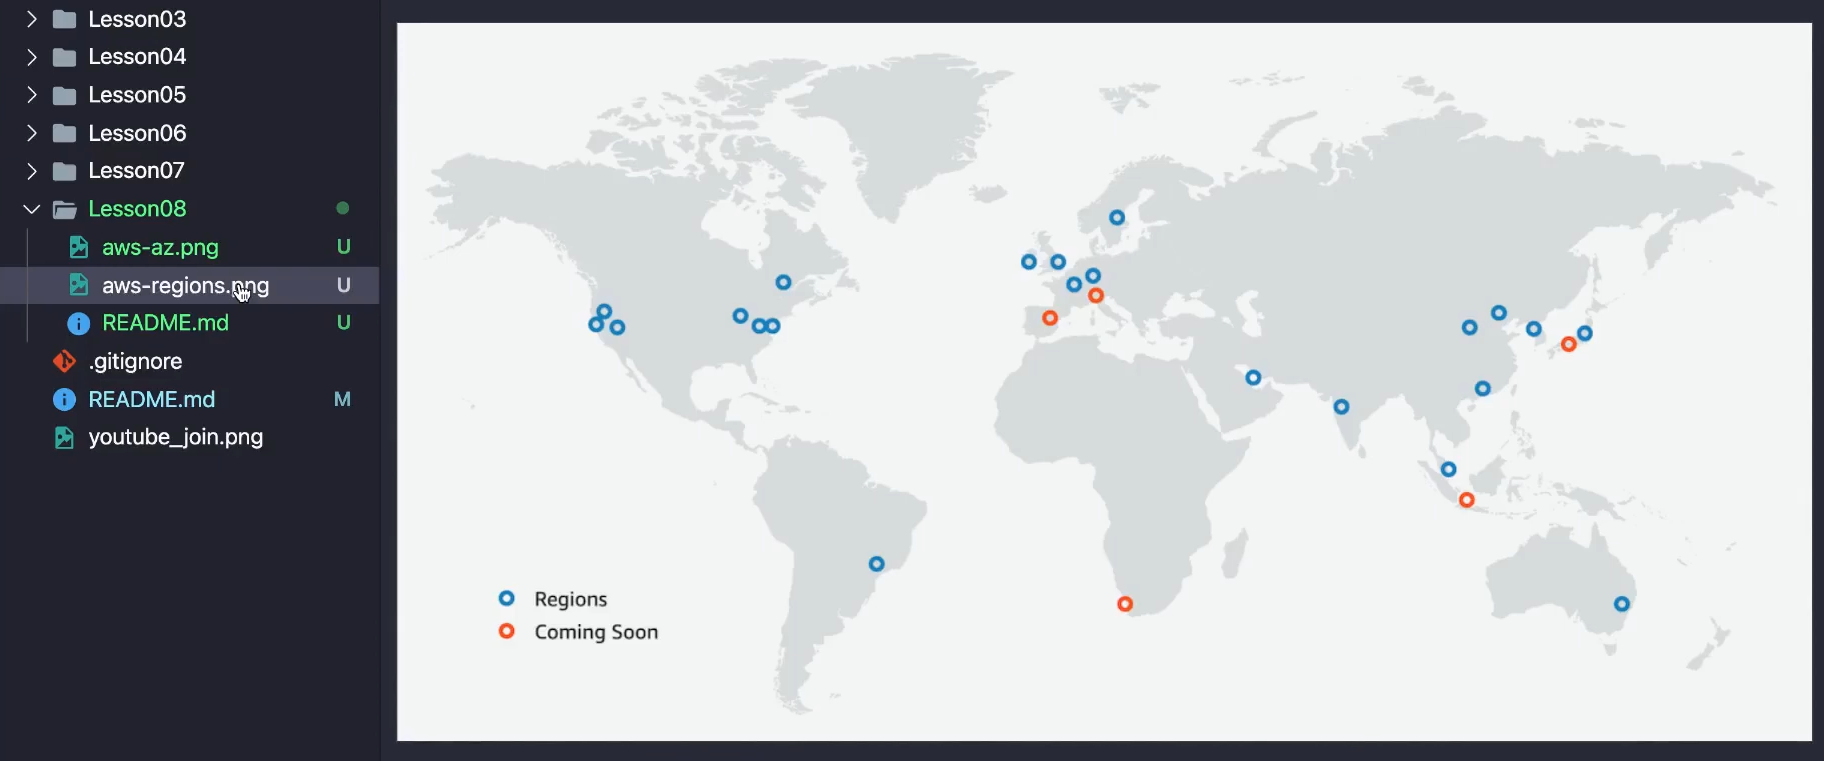 Lesson03
Lesson04
Lesson05
Lesson06
Lesson07
Lesson08
aws-az.png U
aws-regions.png U
README.md U
.gitignore
README.md M
youtube_join.png
Regions
Coming Soon